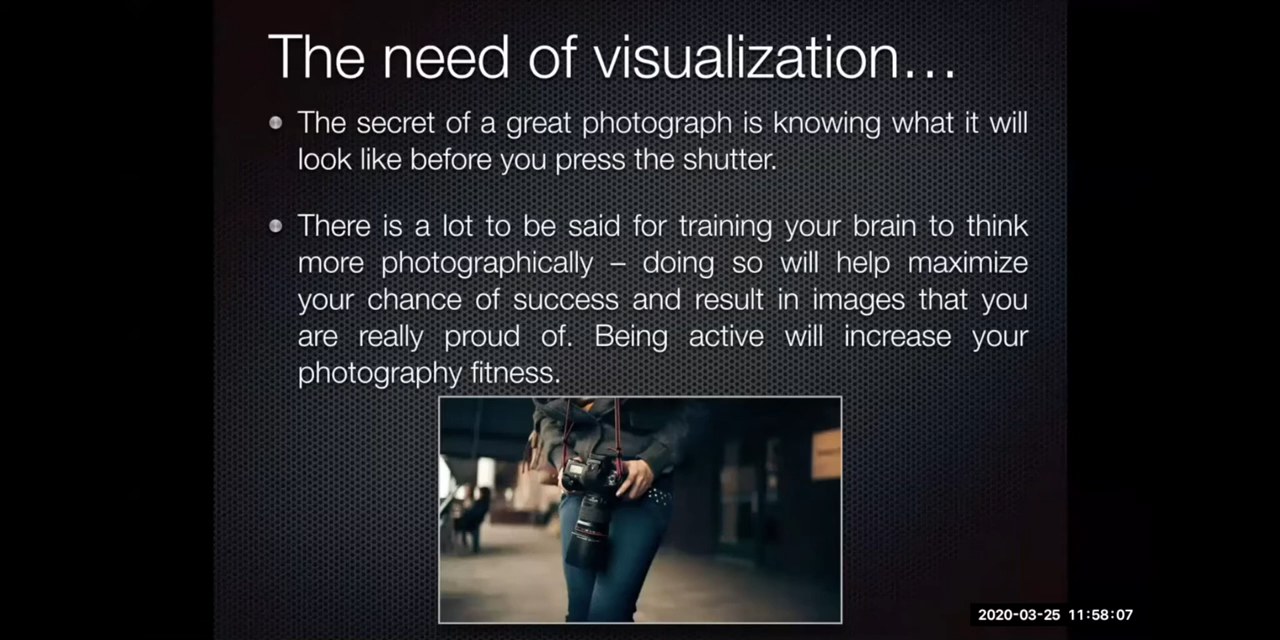 The need of visualization…
The secret of a great photograph is knowing what it will
look like before you press the shutter.
There is a lot to be said for training your brain to think
more photographically – doing so will help maximize
your chance of success and result in images that you
are really proud of. Being active will increase your
photography fitness.
2020-03-25 11:58:07